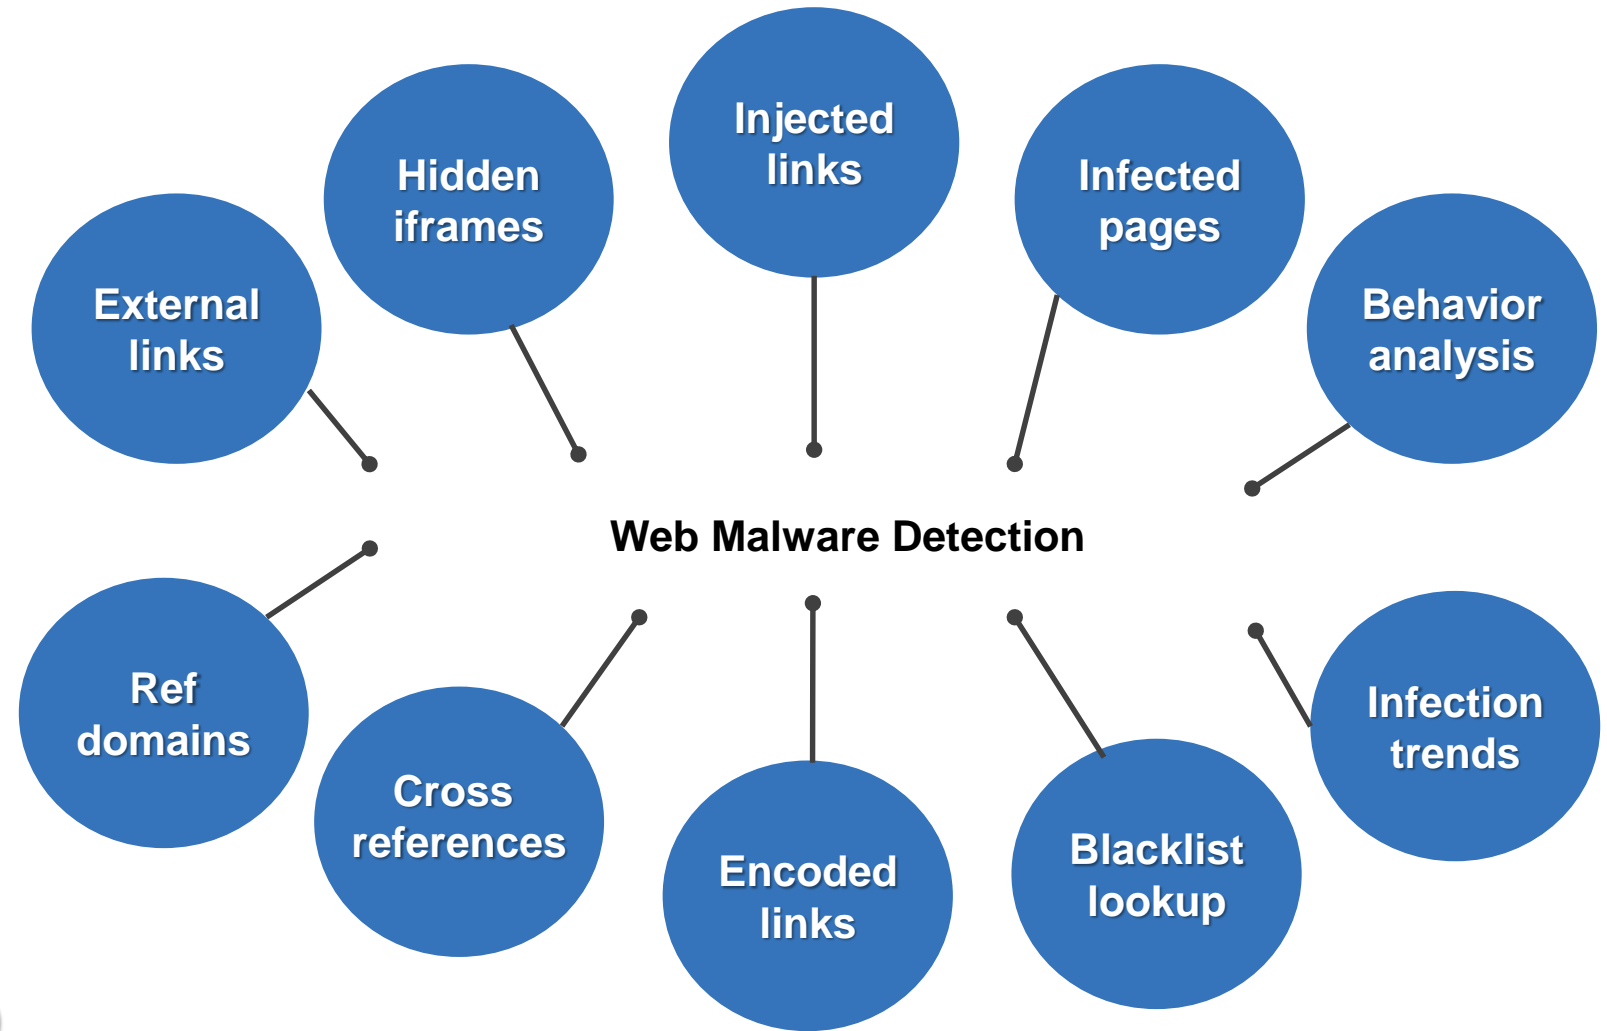 Injected
links
Hidden
iframes
Infected
pages
External
links
Behavior
analysis
Web Malware Detection
Ref
domains
Infection
trends
Cross
references
Blacklist
lookup
Encoded
links